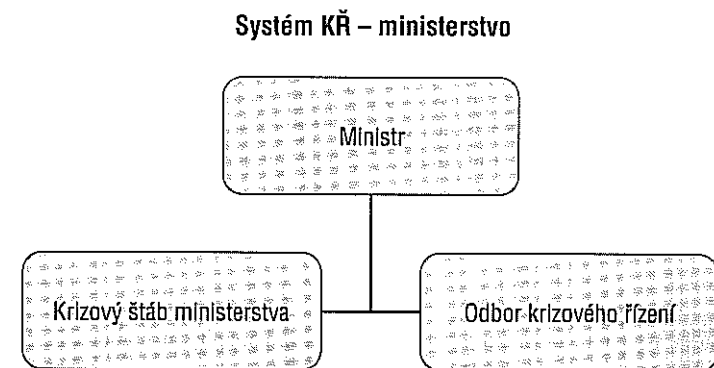 Systém KŘ – ministerstvo
Ministr
Krizový štáb ministerstva
Odbor krizového řízení